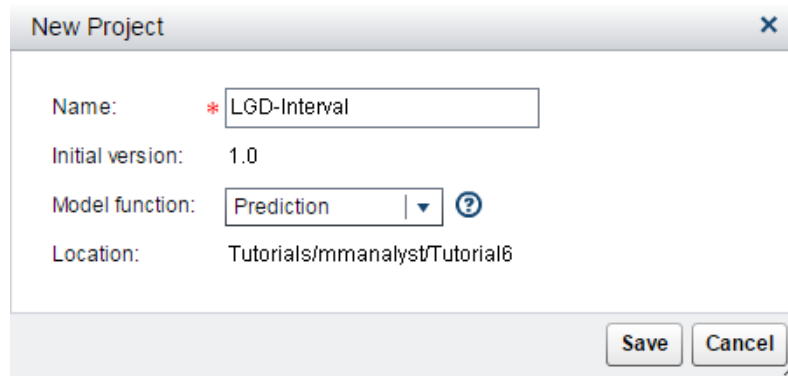 New Project
Name: * LGD-Interval
Initial version: 1.0
Model function: Prediction
Location: Tutorials/mmanalyst/Tutorial6
Save Cancel